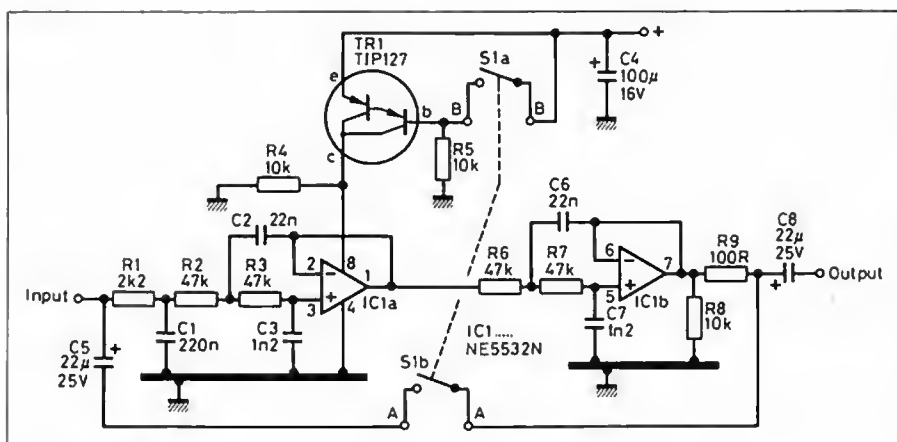 TR1
TIP127
e
b
c
S1a
B
B
+
+
C4
100µ
16V
R5
10k
R4
10k
C2
22n
R1
2k2
R2
47k
R3
47k
Input
2
3
8
4
1
IC1a
C1
220n
C3
1n2
C5
22µ
25V
+
R6
47k
R7
47k
C6
22n
6
5
7
IC1b
C7
1n2
R9
100R
R8
10k
C8
22µ
25V
+
Output
IC1.....
NE5532N
S1b
A
A